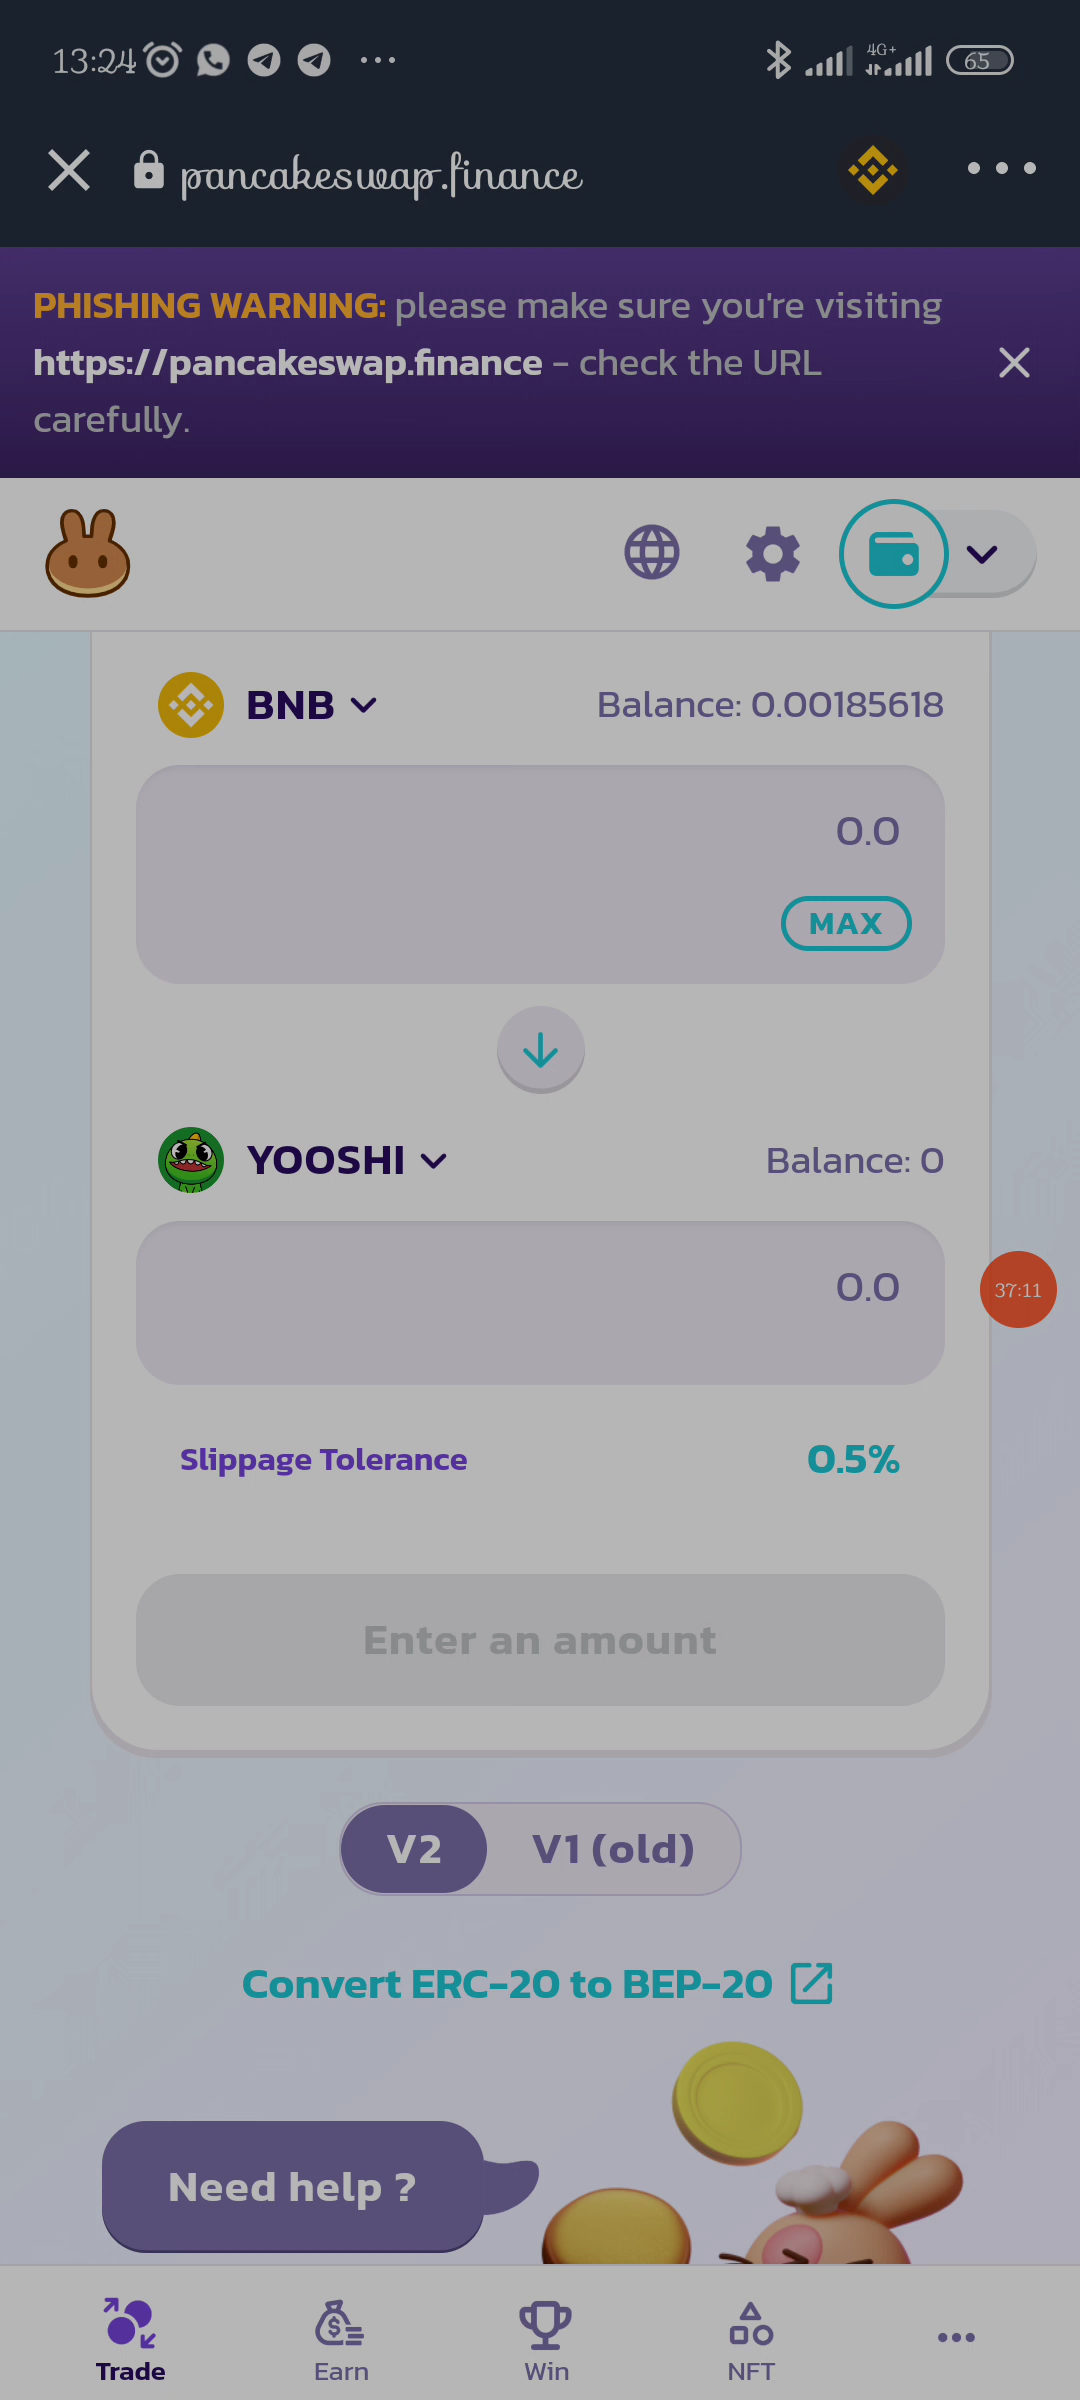 13:24 ... 4G+ 65
pancakeswap.finance
PHISHING WARNING: please make sure you're visiting
https://pancakeswap.finance - check the URL
carefully.
BNB Balance: 0.00185618
0.0
MAX
YOOSHI Balance: 0
0.0
37:11
Slippage Tolerance 0.5%
Enter an amount
V2 V1 (old)
Convert ERC-20 to BEP-20
Need help ?
Trade Earn Win NFT